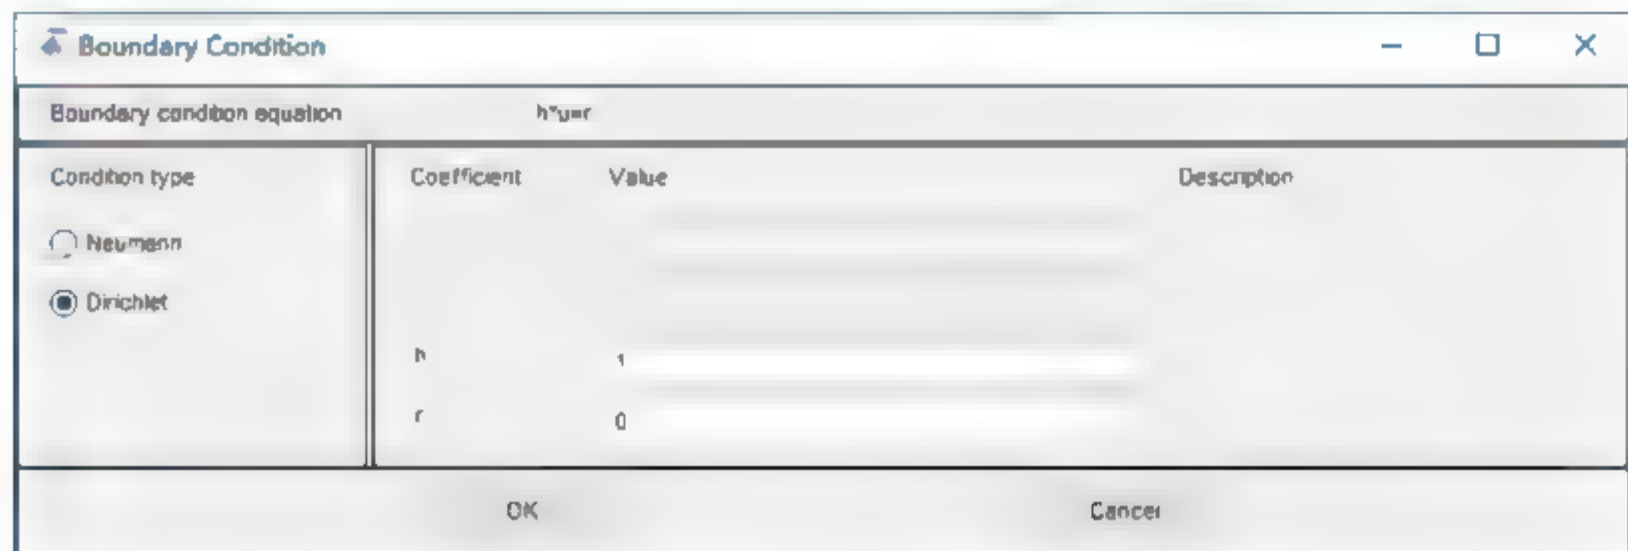 Boundary Condition
Boundary condition equation h*u=r
Condition type Coefficient Value Description
Neumann
Dirichlet
h 1
r 0
OK Cancel